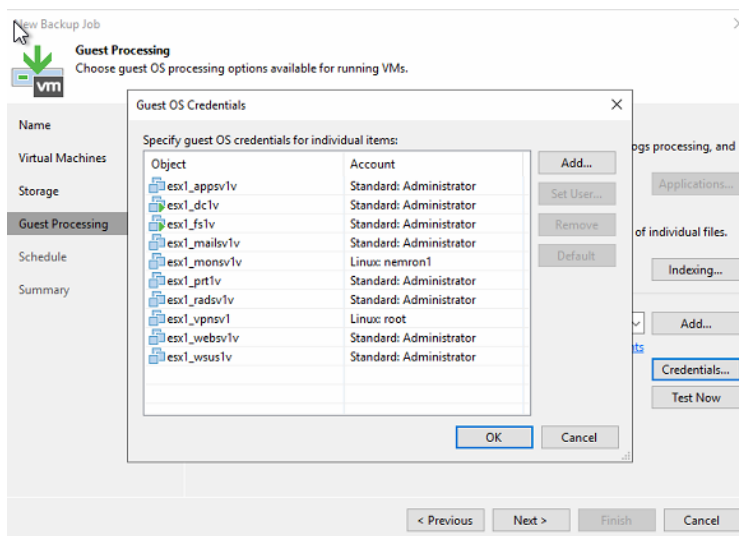 New Backup Job
Guest Processing
Choose guest OS processing options available for running VMs.
vm
Name
Virtual Machines
Storage
Guest Processing
Schedule
Summary
Guest OS Credentials
Specify guest OS credentials for individual items:
Object Account
esx1_appsv1v Standard: Administrator
esx1_dc1v Standard: Administrator
esx1_fs1v Standard: Administrator
esx1_mailsv1v Standard: Administrator
esx1_monsv1v Linux: nemron1
esx1_prt1v Standard: Administrator
esx1_radsv1v Standard: Administrator
esx1_vpnsv1 Linux: root
esx1_websv1v Standard: Administrator
esx1_wsus1v Standard: Administrator
Add...
Set User...
Remove
Default
OK Cancel
ogs processing, and
Applications...
of individual files.
Indexing...
Add...
Credentials...
Test Now
< Previous Next > Finish Cancel